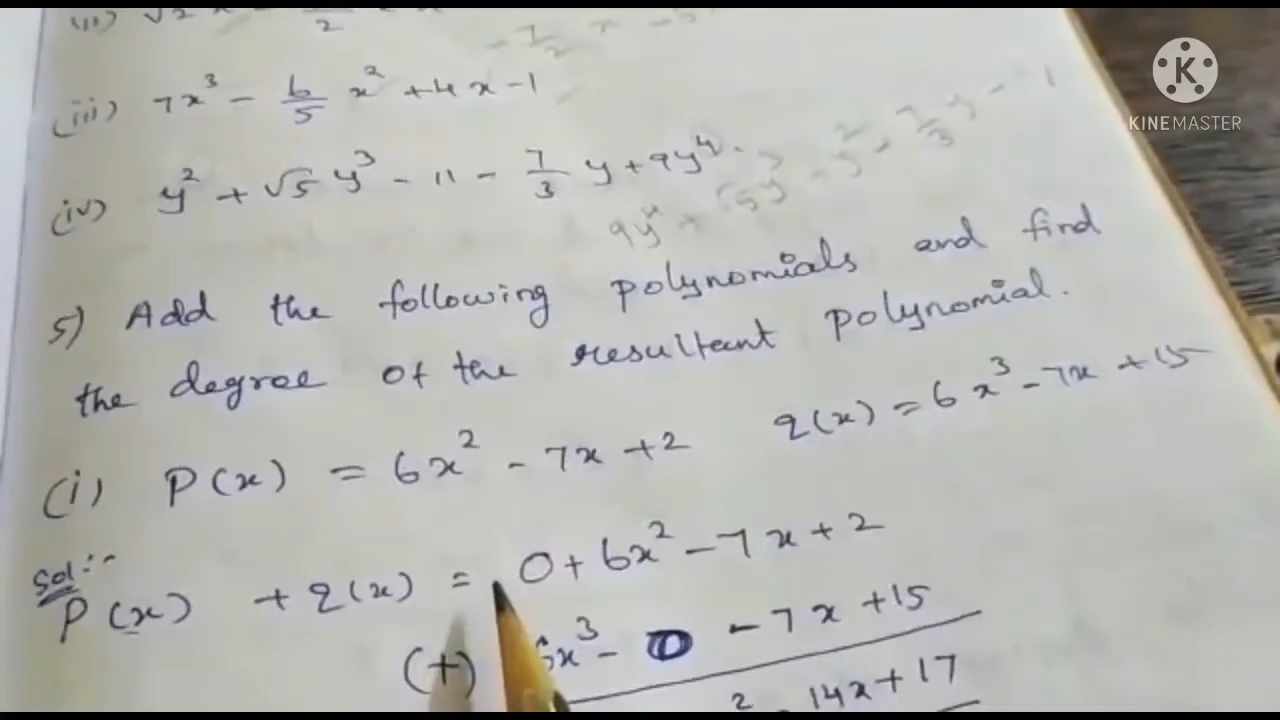 (iii) 7x³ - 6/5 x² + 4x - 1
(iv) y² + √5 y³ - 11 - 7/3 y + 9y⁴.
5) Add the following polynomials and find
the degree of the resultant polynomial.
(i) P(x) = 6x² - 7x + 2 q(x) = 6x³ - 7x + 15
Sol:-
P(x) + q(x) = 0 + 6x² - 7x + 2
(+) 6x³ - 0 - 7x + 15
- 14x + 17
KINEMASTER